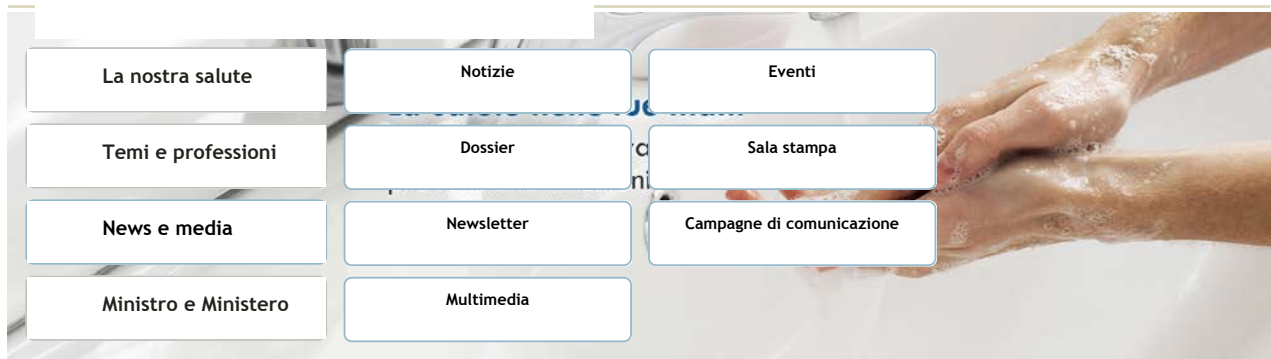 La nostra salute
Temi e professioni
News e media
Ministro e Ministero
Notizie
Eventi
Dossier
Sala stampa
Newsletter
Campagne di comunicazione
Multimedia